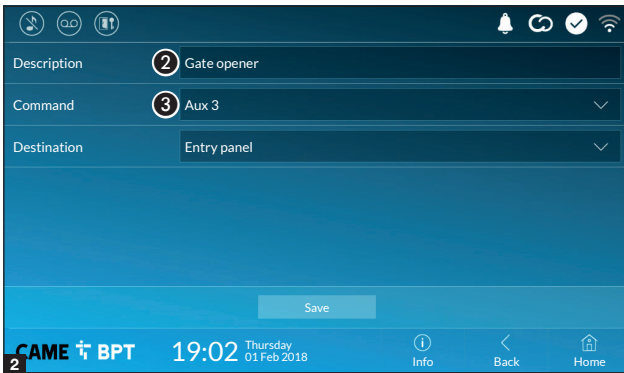 Description 2 Gate opener
Command 3 Aux 3
Destination Entry panel
Save
CAME BPT 19:02 Thursday
01 Feb 2018
Info Back Home
2